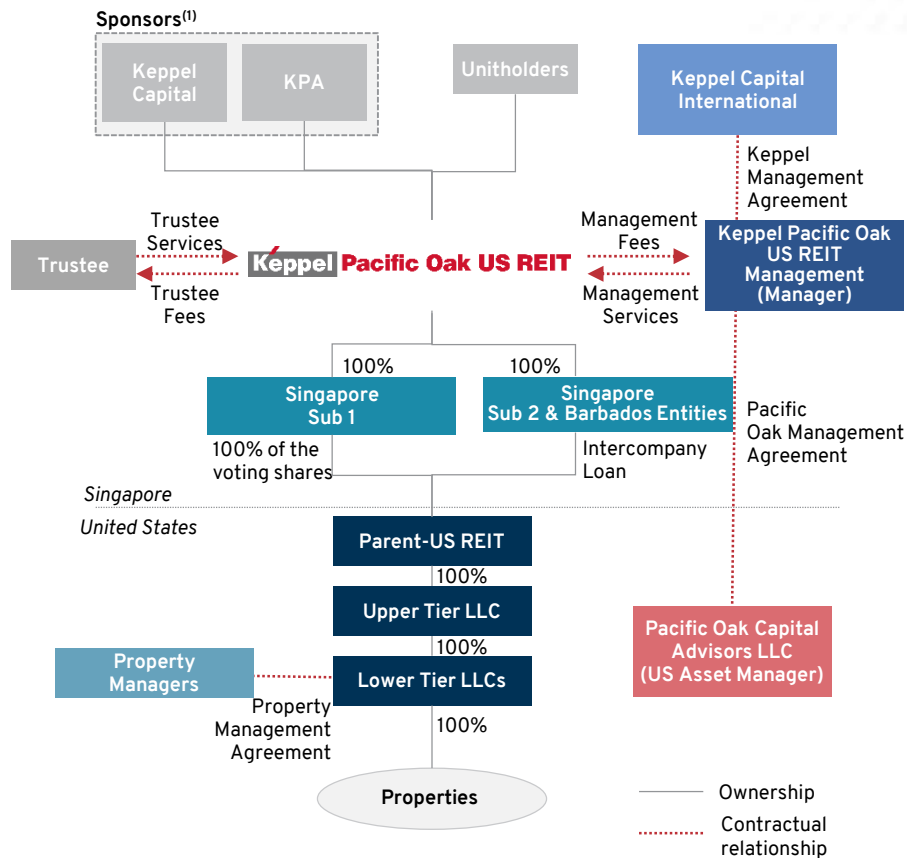 Sponsors(1)
Keppel
Capital
KPA
Unitholders
Keppel Capital
International
Keppel
Management
Agreement
Trustee
Trustee
Services
Trustee
Fees
Keppel Pacific Oak US REIT
Management
Fees
Management
Services
Keppel Pacific Oak
US REIT
Management
(Manager)
100%
100%
Singapore
Sub 1
Singapore
Sub 2 & Barbados Entities
100% of the
voting shares
Intercompany
Loan
Pacific
Oak Management
Agreement
Singapore
United States
Parent-US REIT
100%
Upper Tier LLC
100%
Lower Tier LLCs
Property
Managers
Property
Management
Agreement
100%
Pacific Oak Capital
Advisors LLC
(US Asset Manager)
Properties
Ownership
Contractual
relationship